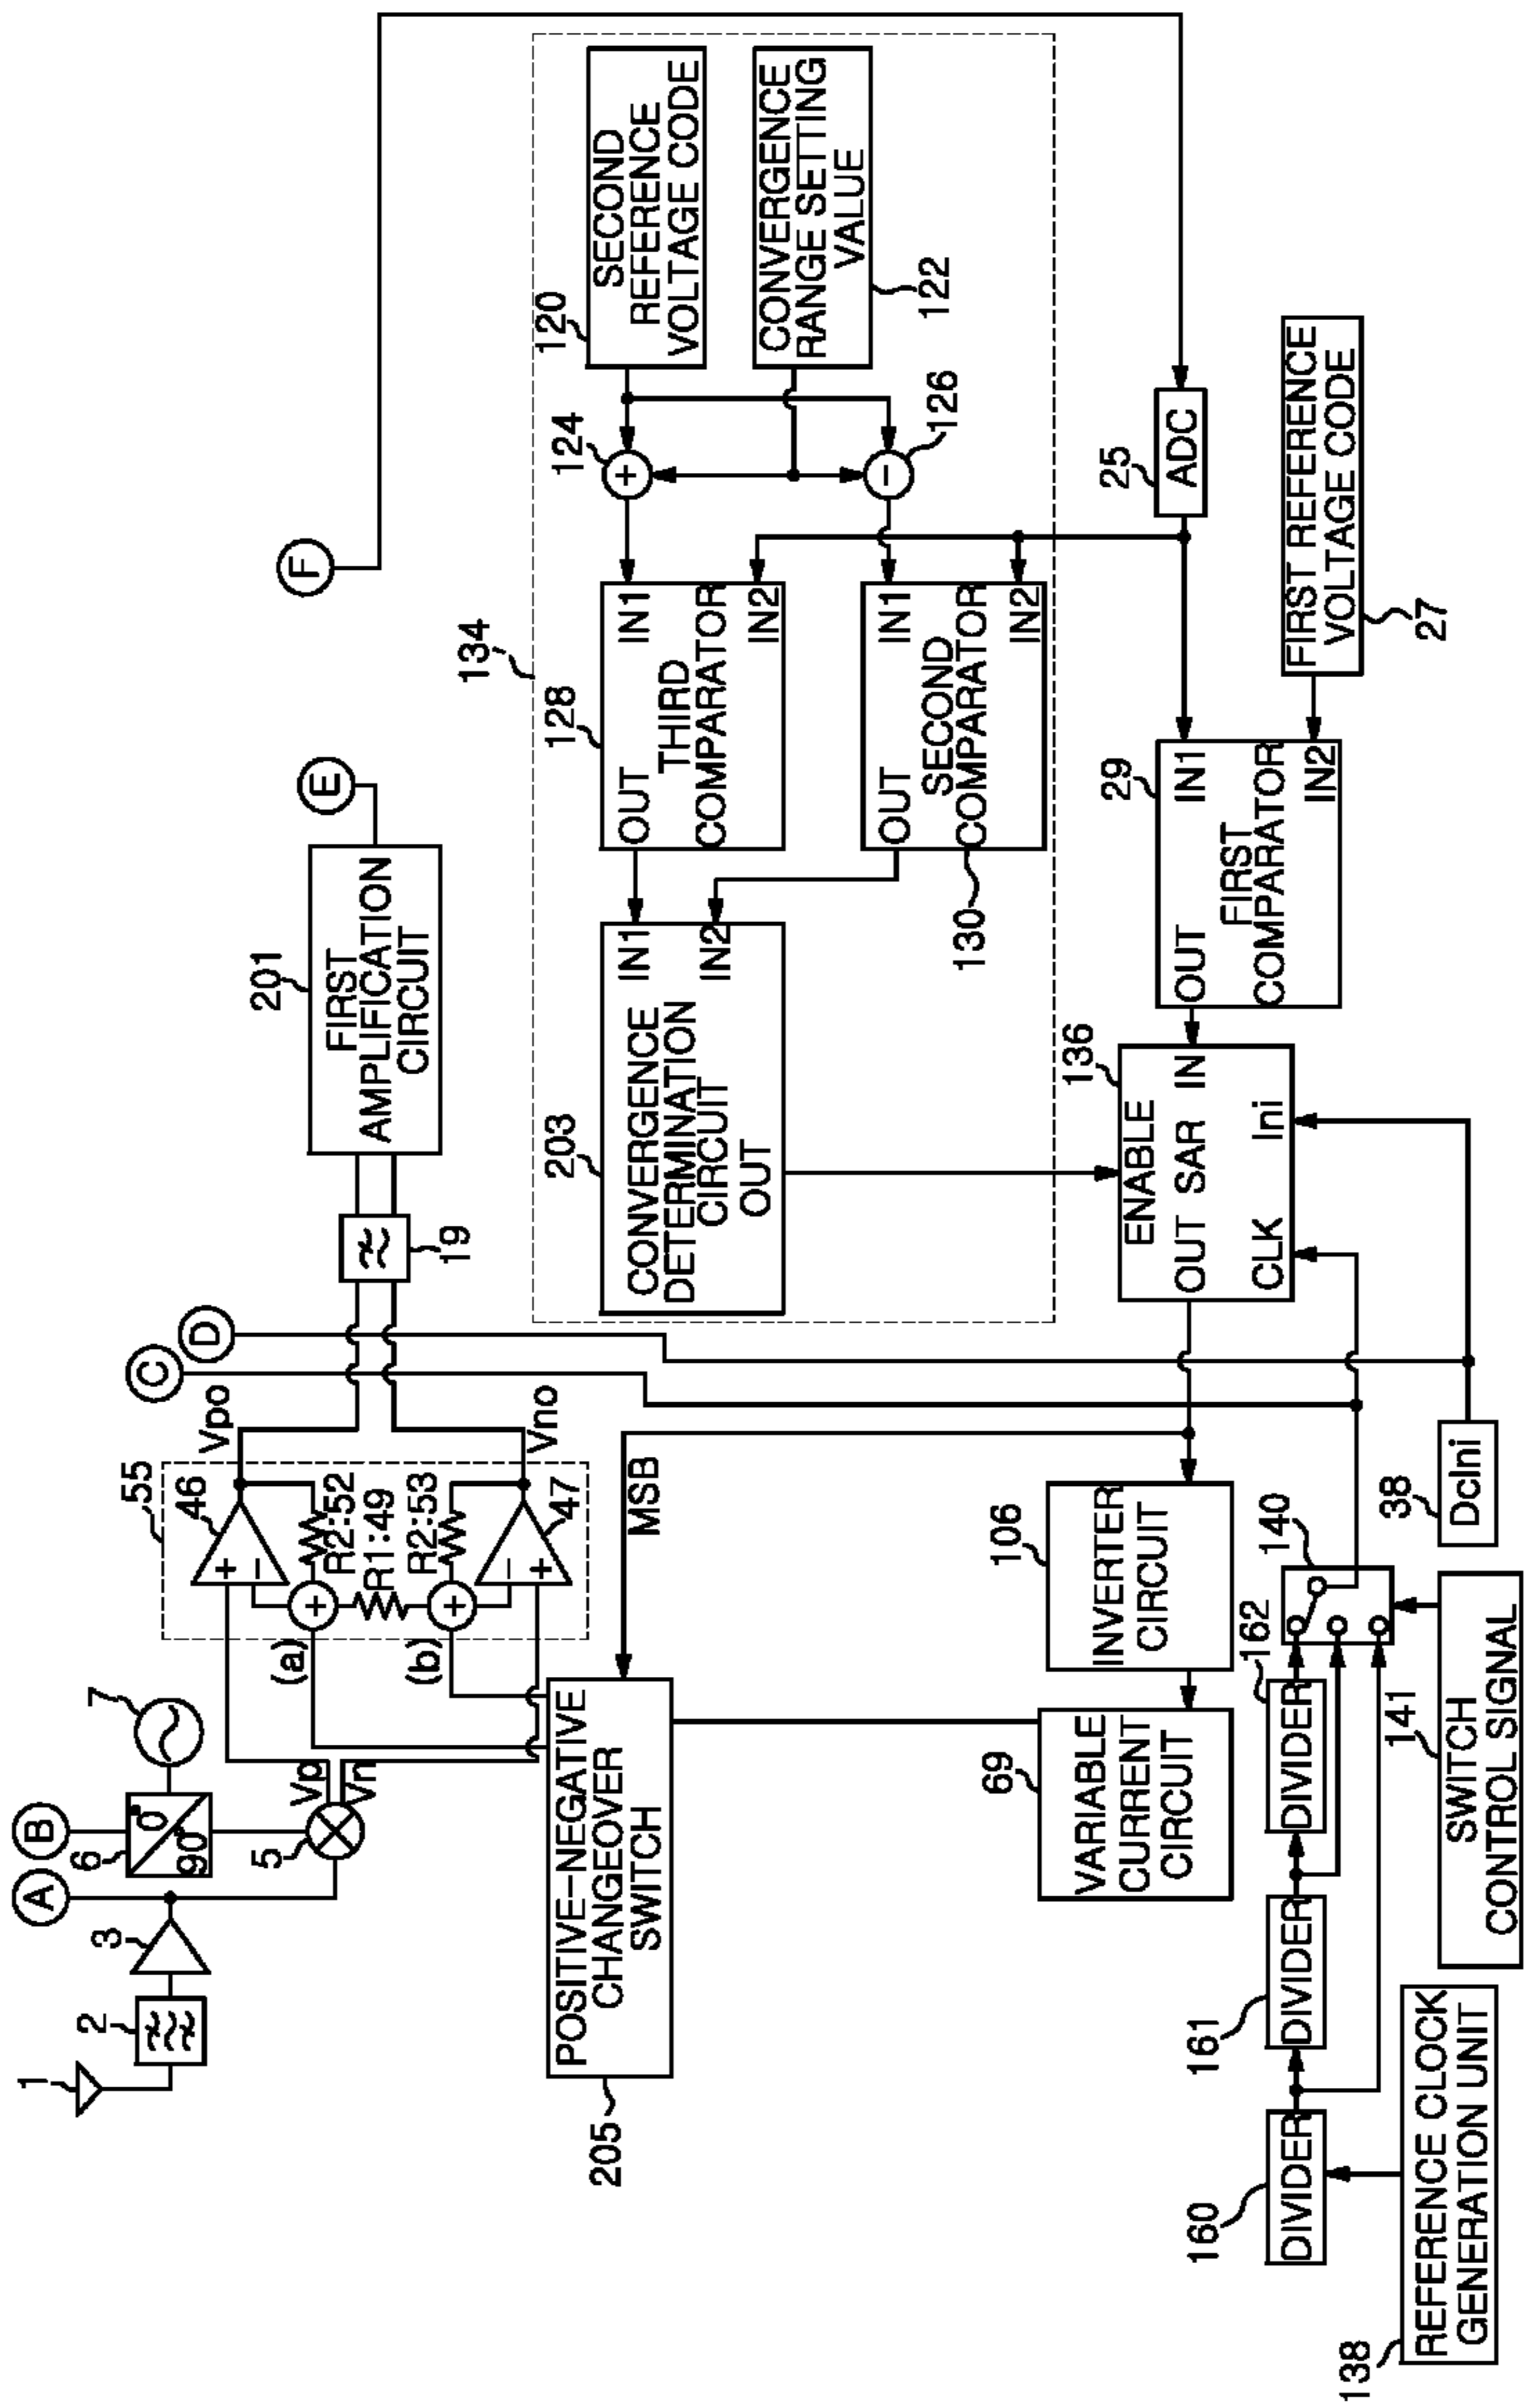 1
2
3
A
B
6
0°
90°
7
5
Vp
Vn
55
46
+
−
(a)
+
R2:52
R1:49
(b)
+
R2:53
−
+
47
Vpo
Vno
C
D
19
201
FIRST
AMPLIFICATION
CIRCUIT
E
F
205
POSITIVE-NEGATIVE
CHANGEOVER
SWITCH
MSB
134
203
CONVERGENCE
DETERMINATION
CIRCUIT
OUT
IN1
IN2
128
OUT
THIRD
COMPARATOR
IN1
IN2
OUT
SECOND
COMPARATOR
IN1
IN2
130
124
+
126
−
120
SECOND
REFERENCE
VOLTAGE CODE
CONVERGENCE
RANGE SETTING
VALUE
122
69
VARIABLE
CURRENT
CIRCUIT
106
INVERTER
CIRCUIT
136
ENABLE
OUT SAR IN
CLK
Ini
29
OUT
IN1
FIRST
COMPARATOR
IN2
25
ADC
FIRST REFERENCE
VOLTAGE CODE
27
160
DIVIDER
161
DIVIDER
162
DIVIDER
140
38
DcIni
138
REFERENCE CLOCK
GENERATION UNIT
141
SWITCH
CONTROL SIGNAL